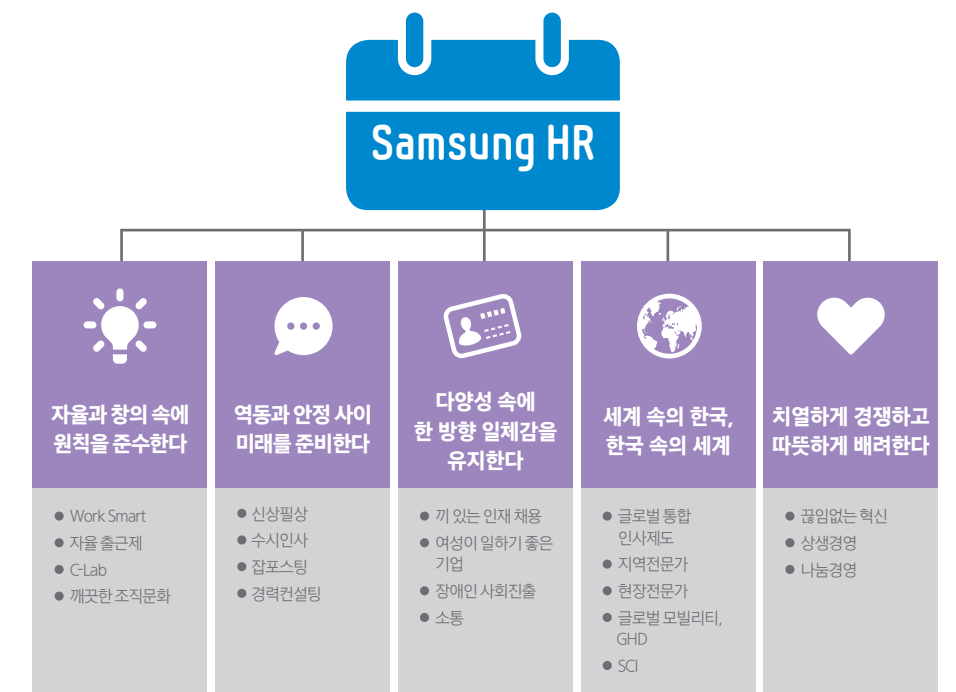 Samsung HR
자율과 창의 속에
원칙을 준수한다
● Work Smart
● 자율 출근제
● C-Lab
● 깨끗한 조직문화
역동과 안정 사이
미래를 준비한다
● 신상필상
● 수시인사
● 잡포스팅
● 경력컨설팅
다양성 속에
한 방향 일체감을
유지한다
● 끼 있는 인재 채용
● 여성이 일하기 좋은
기업
● 장애인 사회진출
● 소통
세계 속의 한국,
한국 속의 세계
● 글로벌 통합
인사제도
● 지역전문가
● 현장전문가
● 글로벌 모빌리티,
GHD
● SCI
치열하게 경쟁하고
따뜻하게 배려한다
● 끊임없는 혁신
● 상생경영
● 나눔경영